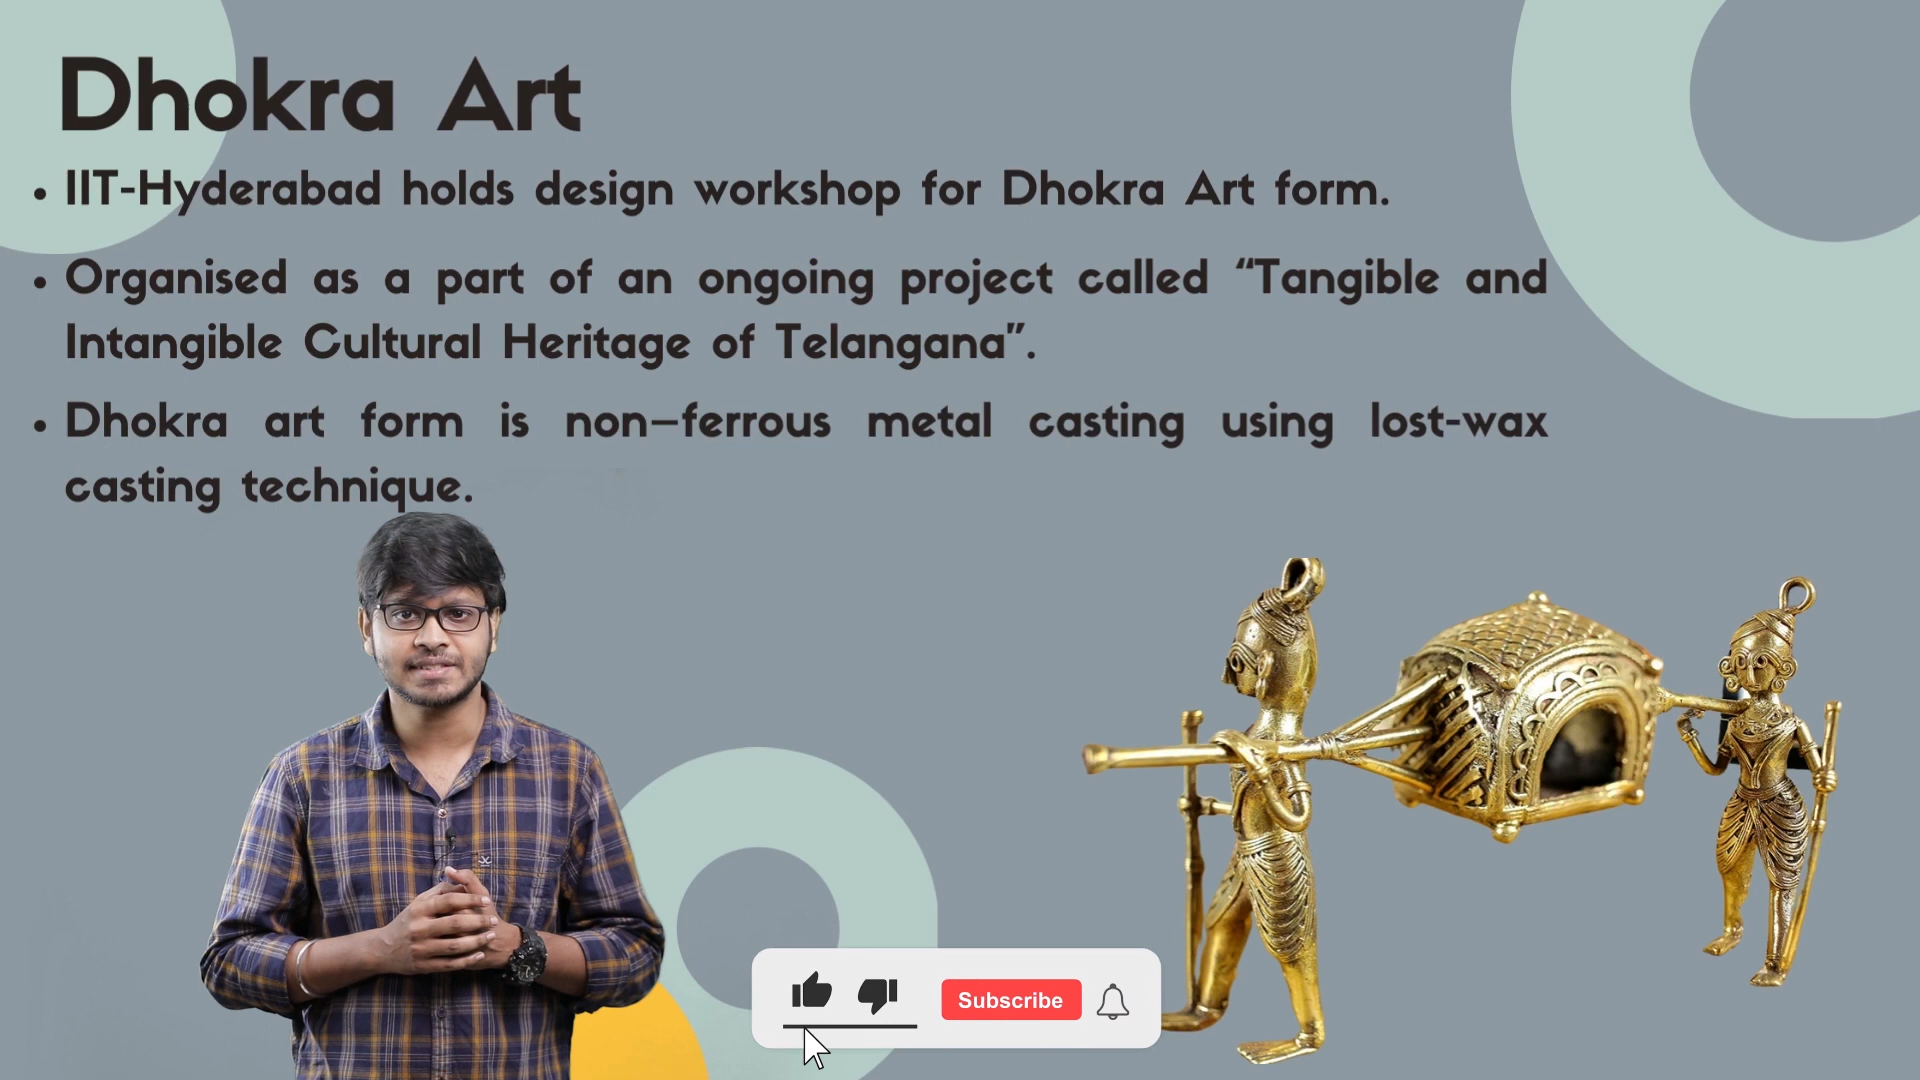 Dhokra Art
• IIT-Hyderabad holds design workshop for Dhokra Art form.
• Organised as a part of an ongoing project called “Tangible and
Intangible Cultural Heritage of Telangana”.
• Dhokra art form is non–ferrous metal casting using lost-wax
casting technique.
Subscribe